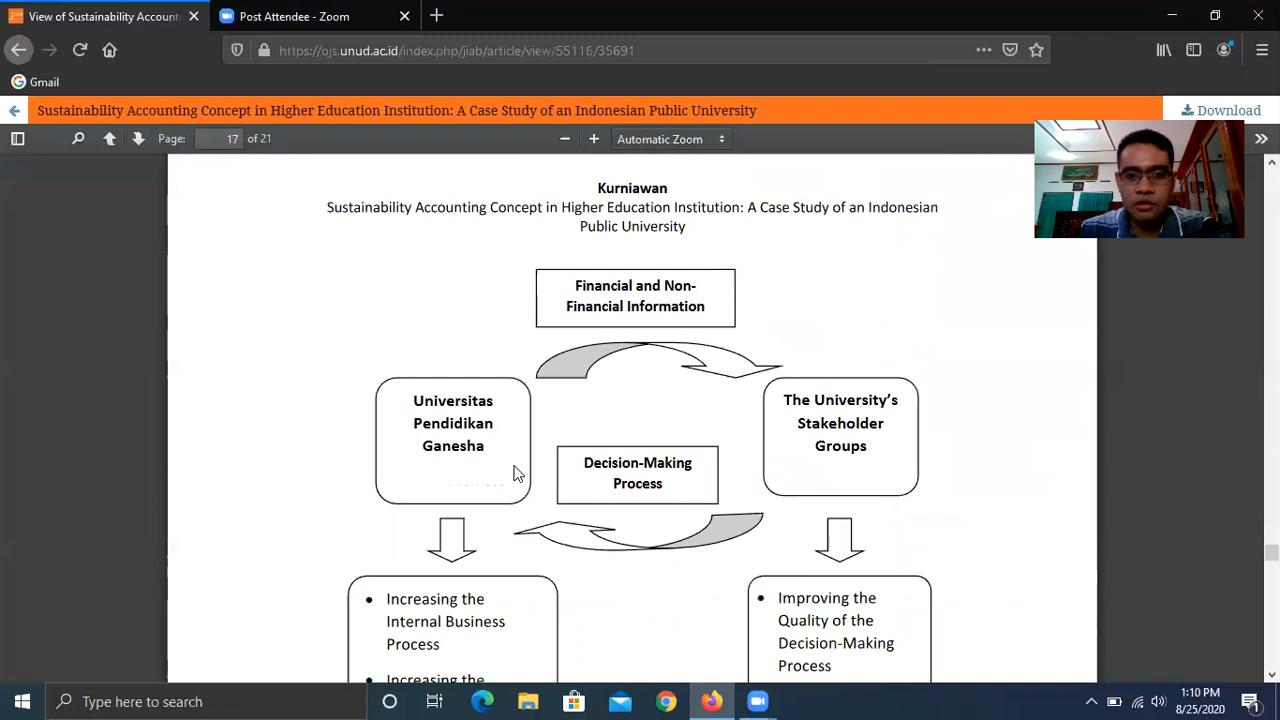 View of Sustainability Account
Post Attendee - Zoom
https://ojs.unud.ac.id/index.php/jiab/article/view/55116/35691
Gmail
Sustainability Accounting Concept in Higher Education Institution: A Case Study of an Indonesian Public University
Download
Page: 17 of 21
Automatic Zoom
Kurniawan
Sustainability Accounting Concept in Higher Education Institution: A Case Study of an Indonesian
Public University
Financial and Non-
Financial Information
Universitas
Pendidikan
Ganesha
The University's
Stakeholder
Groups
Decision-Making
Process
• Increasing the
Internal Business
Process
• Increasing the
• Improving the
Quality of the
Decision-Making
Process
Type here to search
1:10 PM
8/25/2020
1